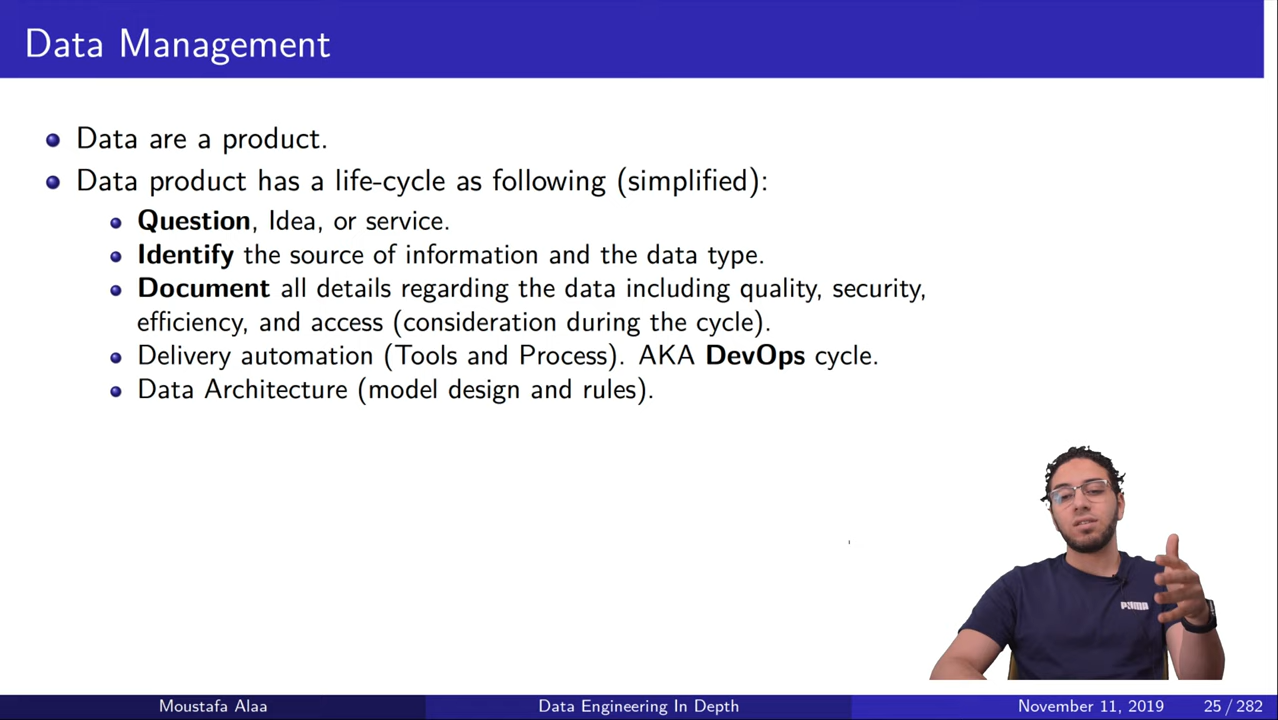 Data Management
Data are a product.
Data product has a life-cycle as following (simplified):
Question, Idea, or service.
Identify the source of information and the data type.
Document all details regarding the data including quality, security,
efficiency, and access (consideration during the cycle).
Delivery automation (Tools and Process). AKA DevOps cycle.
Data Architecture (model design and rules).
PUMA
Moustafa Alaa Data Engineering In Depth November 11, 2019 25 / 282